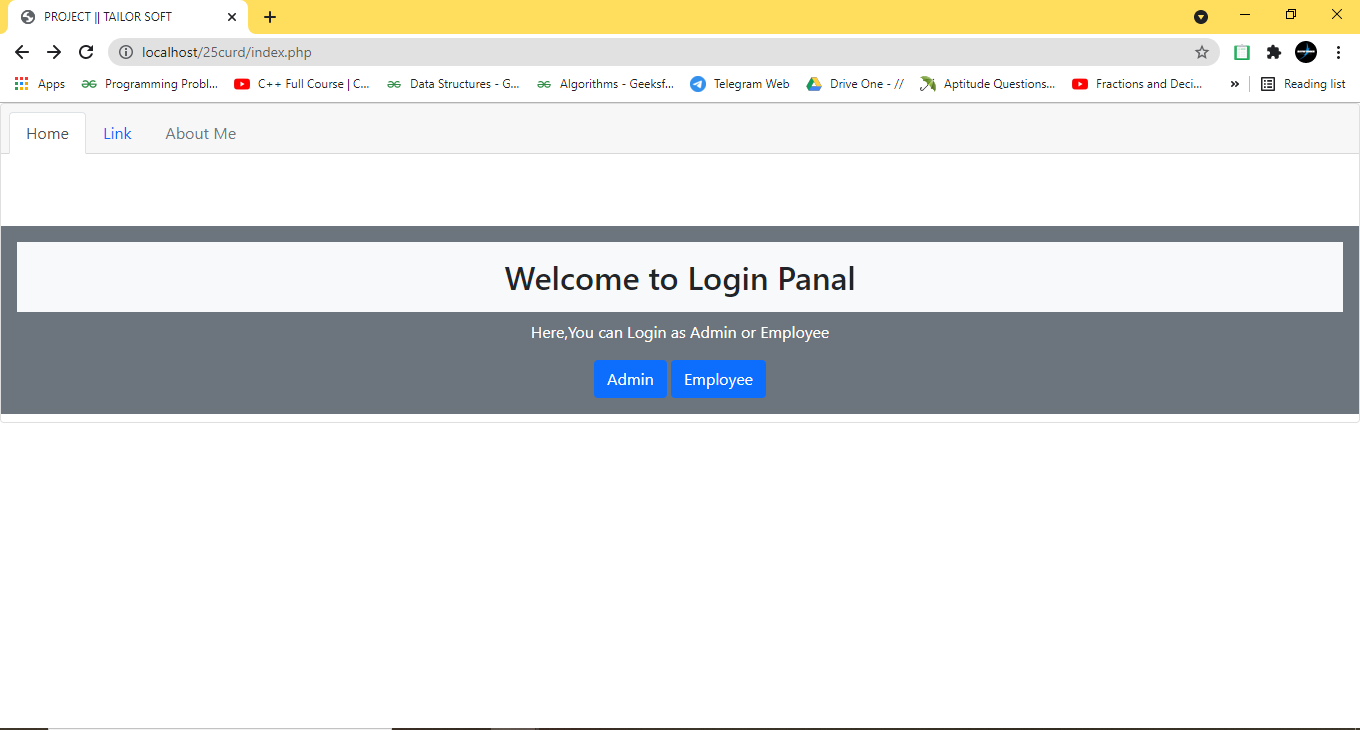 PROJECT || TAILOR SOFT
localhost/25curd/index.php
Apps Programming Probl... C++ Full Course | C... Data Structures - G... Algorithms - Geeksf... Telegram Web Drive One - // Aptitude Questions... Fractions and Deci... » Reading list
Home Link About Me
Welcome to Login Panal
Here,You can Login as Admin or Employee
Admin Employee